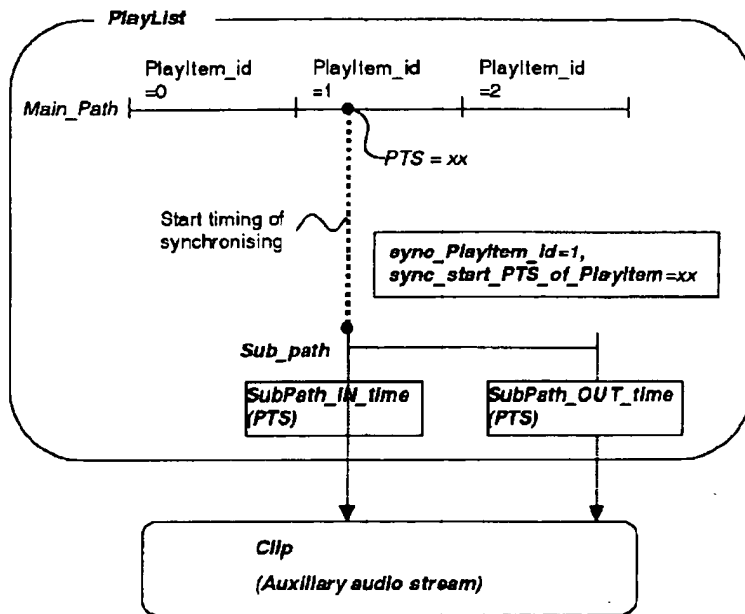 PlayList
PlayItem_id
=0
PlayItem_id
=1
PlayItem_id
=2
Main_Path
PTS = xx
Start timing of
synchronising
sync_PlayItem_id=1,
sync_start_PTS_of_PlayItem=xx
Sub_path
SubPath_IN_time
(PTS)
SubPath_OUT_time
(PTS)
Clip
(Auxillary audio stream)